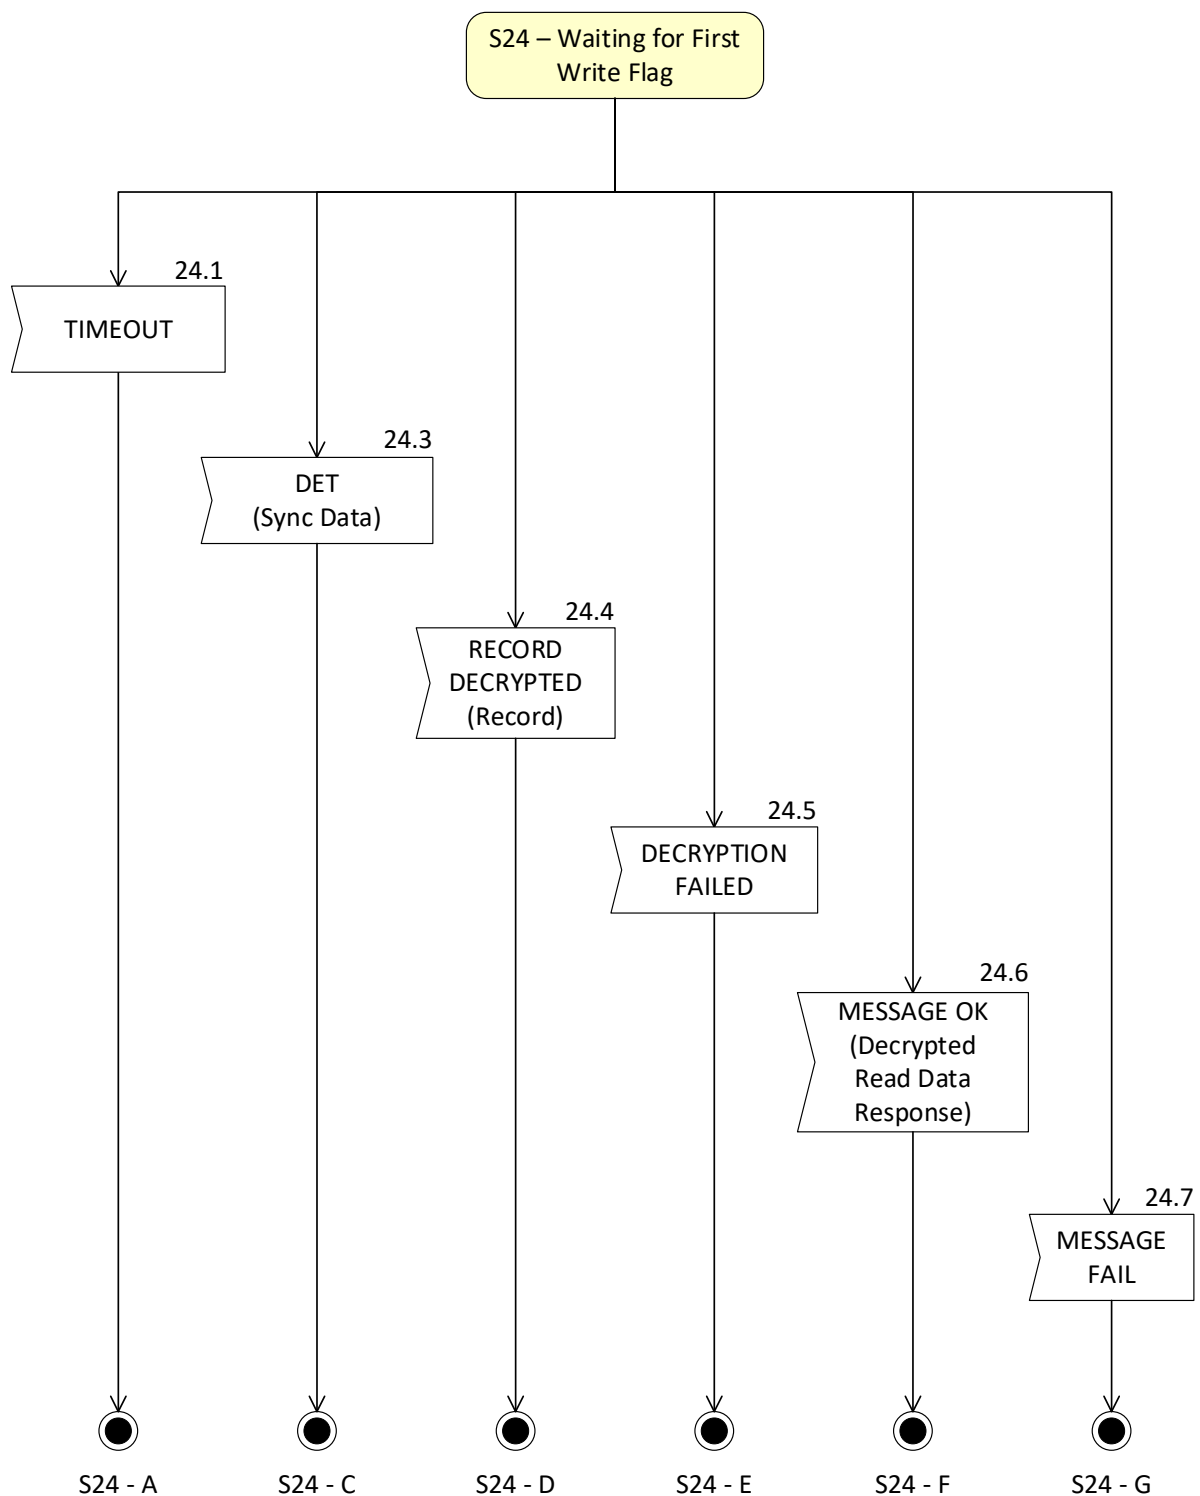 S24 – Waiting for First
Write Flag
24.1
TIMEOUT
24.3
DET
(Sync Data)
24.4
RECORD
DECRYPTED
(Record)
24.5
DECRYPTION
FAILED
24.6
MESSAGE OK
(Decrypted
Read Data
Response)
24.7
MESSAGE
FAIL
S24 - A
S24 - C
S24 - D
S24 - E
S24 - F
S24 - G